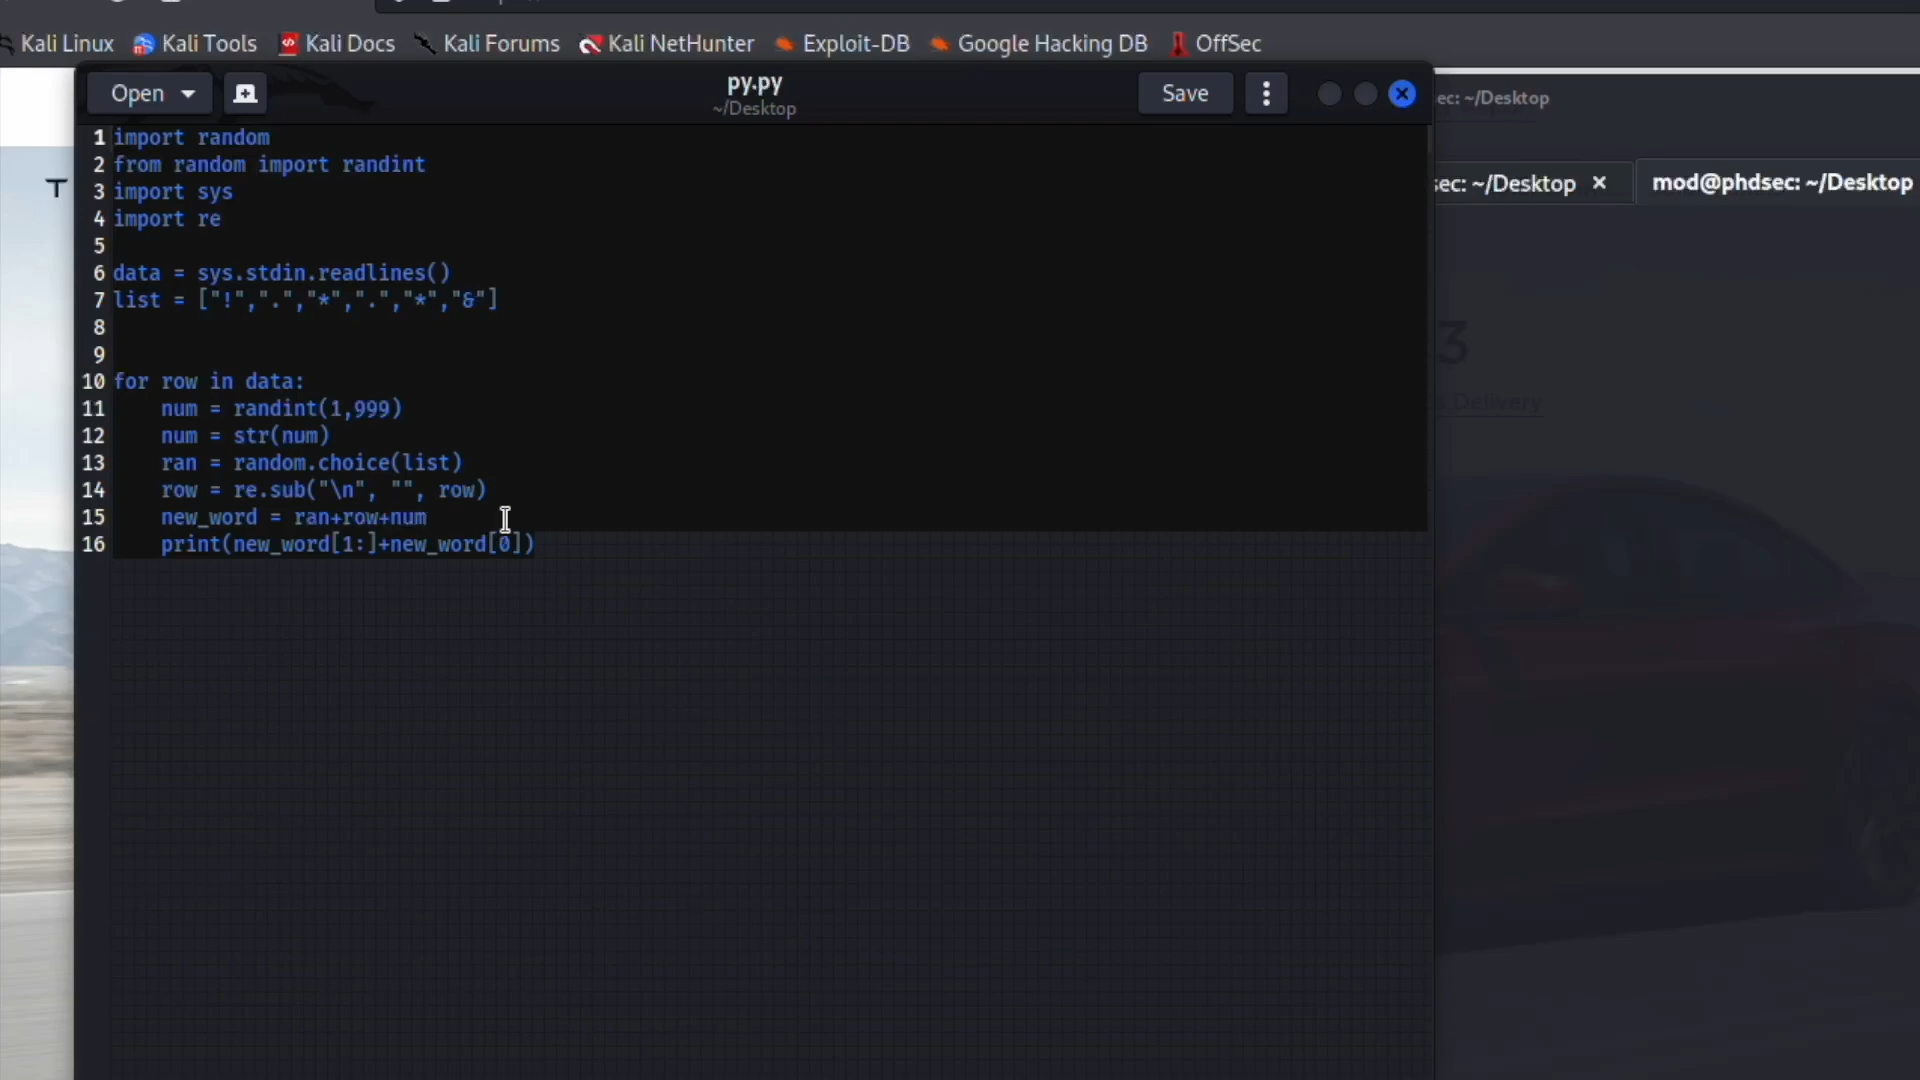 Kali Linux Kali Tools Kali Docs Kali Forums Kali NetHunter Exploit-DB Google Hacking DB OffSec
Open py.py Save
~/Desktop
ec: ~/Desktop
sec: ~/Desktop × mod@phdsec: ~/Desktop
T
3
Delivery
1 import random
2 from random import randint
3 import sys
4 import re
5
6 data = sys.stdin.readlines()
7 list = ["!",".","*",".","*","&"]
8
9
10 for row in data:
11     num = randint(1,999)
12     num = str(num)
13     ran = random.choice(list)
14     row = re.sub("\n", "", row)
15     new_word = ran+row+num
16     print(new_word[1:]+new_word[0])